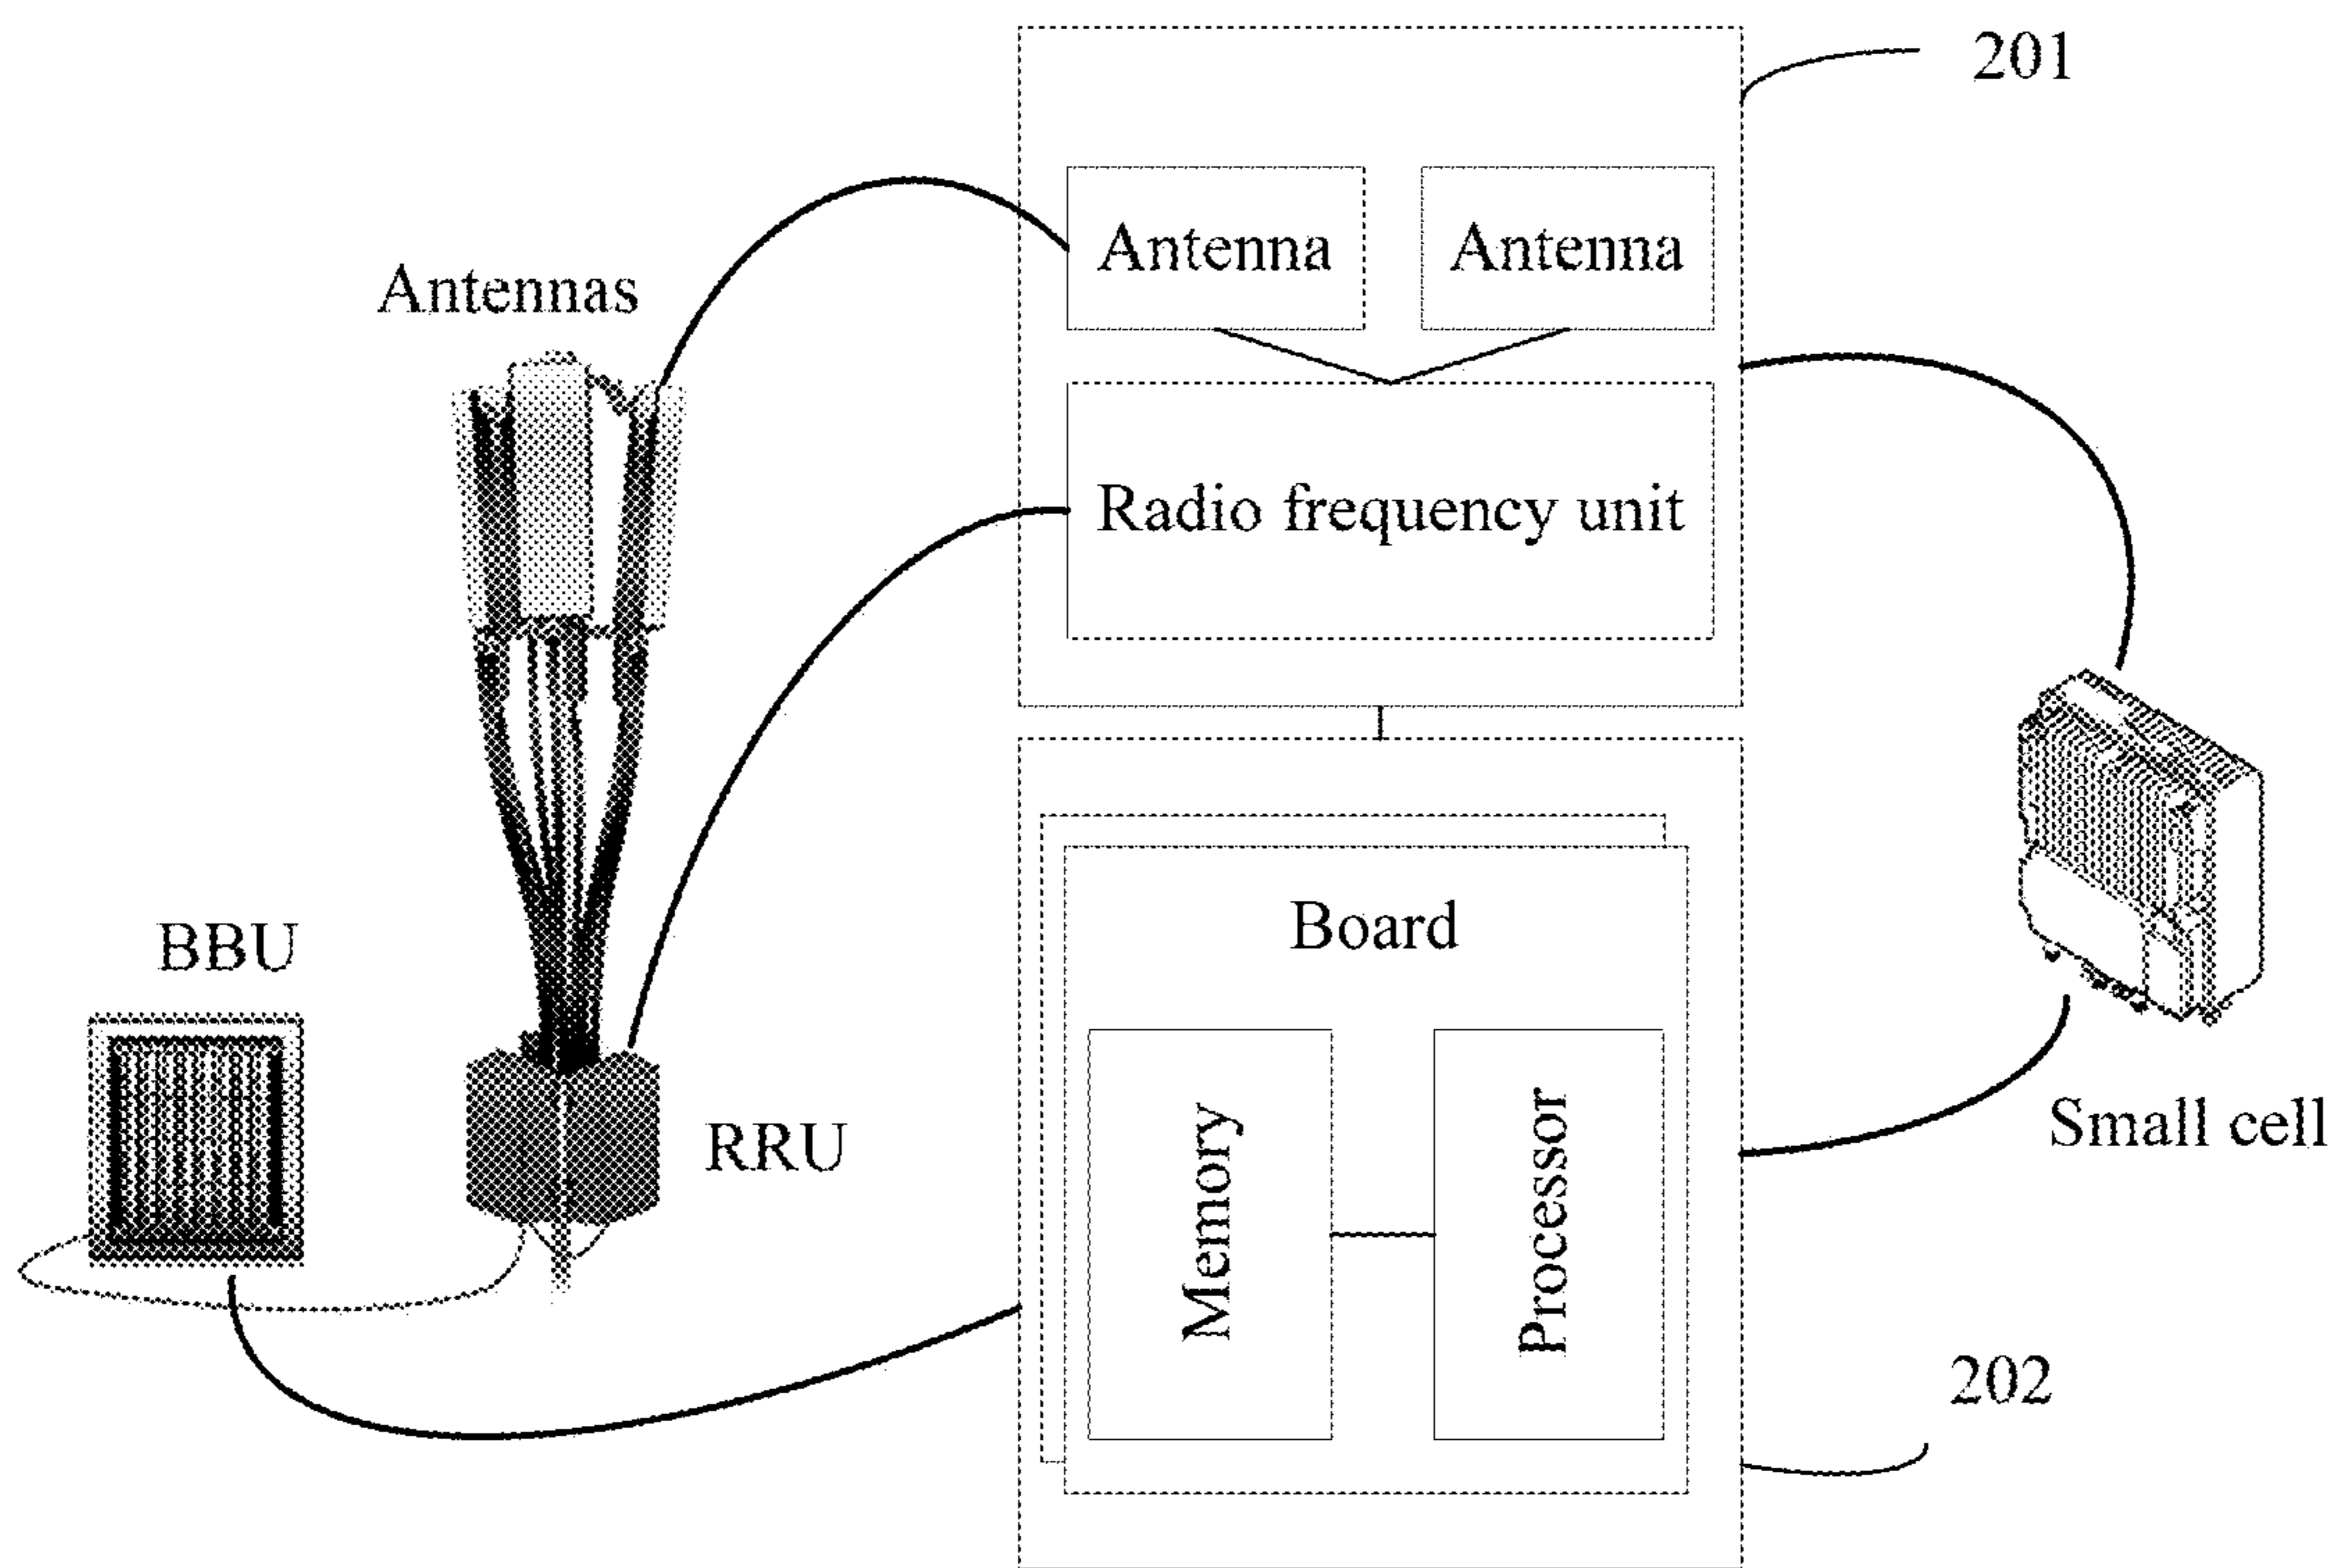 201
Antenna
Antenna
Antennas
Radio frequency unit
BBU
Board
RRU
Small cell
Memory
Processor
202